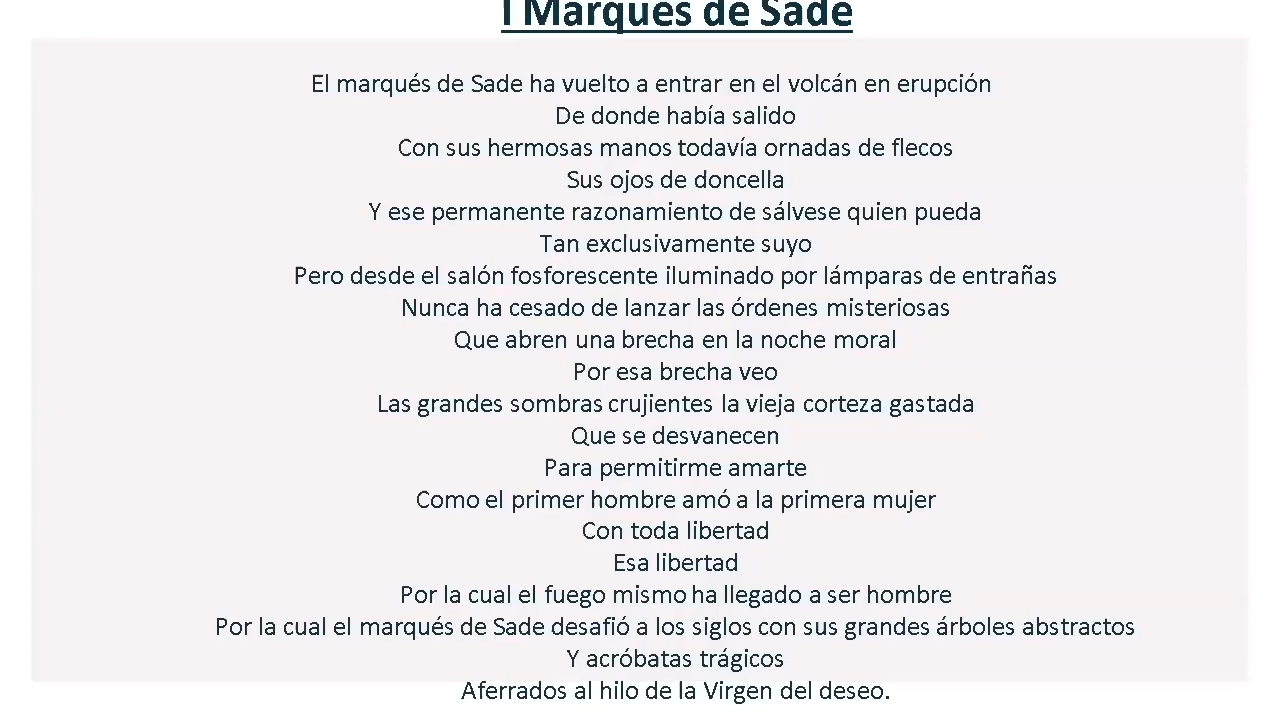 l Marqués de Sade
El marqués de Sade ha vuelto a entrar en el volcán en erupción
De donde había salido
Con sus hermosas manos todavía ornadas de flecos
Sus ojos de doncella
Y ese permanente razonamiento de sálvese quien pueda
Tan exclusivamente suyo
Pero desde el salón fosforescente iluminado por lámparas de entrañas
Nunca ha cesado de lanzar las órdenes misteriosas
Que abren una brecha en la noche moral
Por esa brecha veo
Las grandes sombras crujientes la vieja corteza gastada
Que se desvanecen
Para permitirme amarte
Como el primer hombre amó a la primera mujer
Con toda libertad
Esa libertad
Por la cual el fuego mismo ha llegado a ser hombre
Por la cual el marqués de Sade desafió a los siglos con sus grandes árboles abstractos
Y acróbatas trágicos
Aferrados al hilo de la Virgen del deseo.